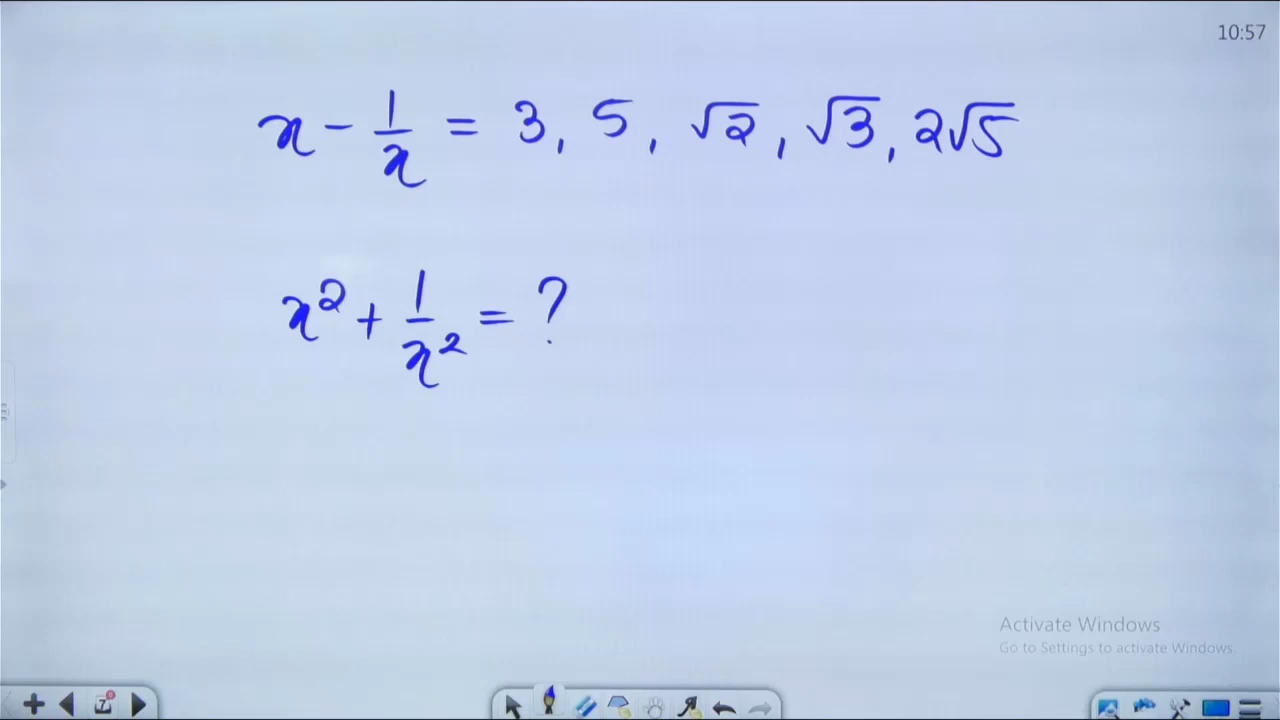 10:57
x - 1/x = 3, 5, √2, √3, 2√5
x² + 1/x² = ?
Activate Windows
Go to Settings to activate Windows.